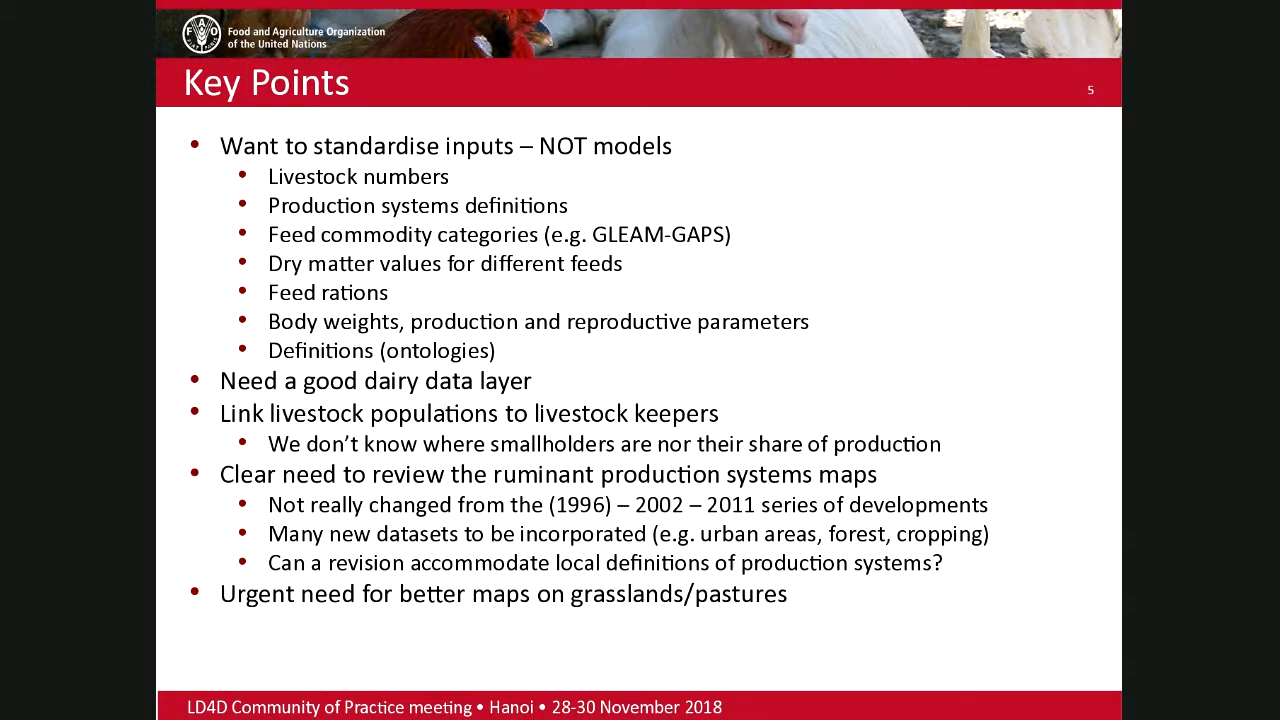 Food and Agriculture Organization
of the United Nations
Key Points
5
• Want to standardise inputs – NOT models
• Livestock numbers
• Production systems definitions
• Feed commodity categories (e.g. GLEAM-GAPS)
• Dry matter values for different feeds
• Feed rations
• Body weights, production and reproductive parameters
• Definitions (ontologies)
• Need a good dairy data layer
• Link livestock populations to livestock keepers
• We don’t know where smallholders are nor their share of production
• Clear need to review the ruminant production systems maps
• Not really changed from the (1996) – 2002 – 2011 series of developments
• Many new datasets to be incorporated (e.g. urban areas, forest, cropping)
• Can a revision accommodate local definitions of production systems?
• Urgent need for better maps on grasslands/pastures
LD4D Community of Practice meeting • Hanoi • 28-30 November 2018